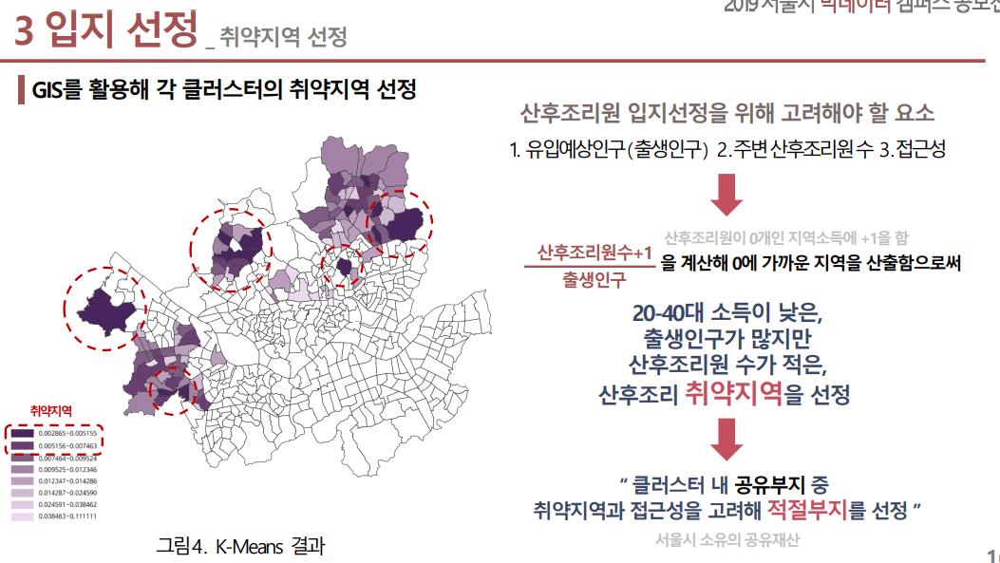 2019 서울시 빅데이터 캠퍼스 공모전
3 입지 선정 _ 취약지역 선정
GIS를 활용해 각 클러스터의 취약지역 선정
취약지역
0.002865~0.005155
0.005156~0.007463
0.007464~0.009524
0.009525~0.012346
0.012347~0.014286
0.014287~0.024590
0.024591~0.038462
0.038463~0.111111
그림4. K-Means 결과
산후조리원 입지선정을 위해 고려해야 할 요소
1. 유입예상인구(출생인구) 2.주변 산후조리원 수 3.접근성
산후조리원이 0개인 지역소득에 +1을 함
산후조리원수+1
출생인구
을 계산해 0에 가까운 지역을 산출함으로써
20-40대 소득이 낮은,
출생인구가 많지만
산후조리원 수가 적은,
산후조리 취약지역을 선정
“ 클러스터 내 공유부지 중
취약지역과 접근성을 고려해 적절부지를 선정 ”
서울시 소유의 공유재산